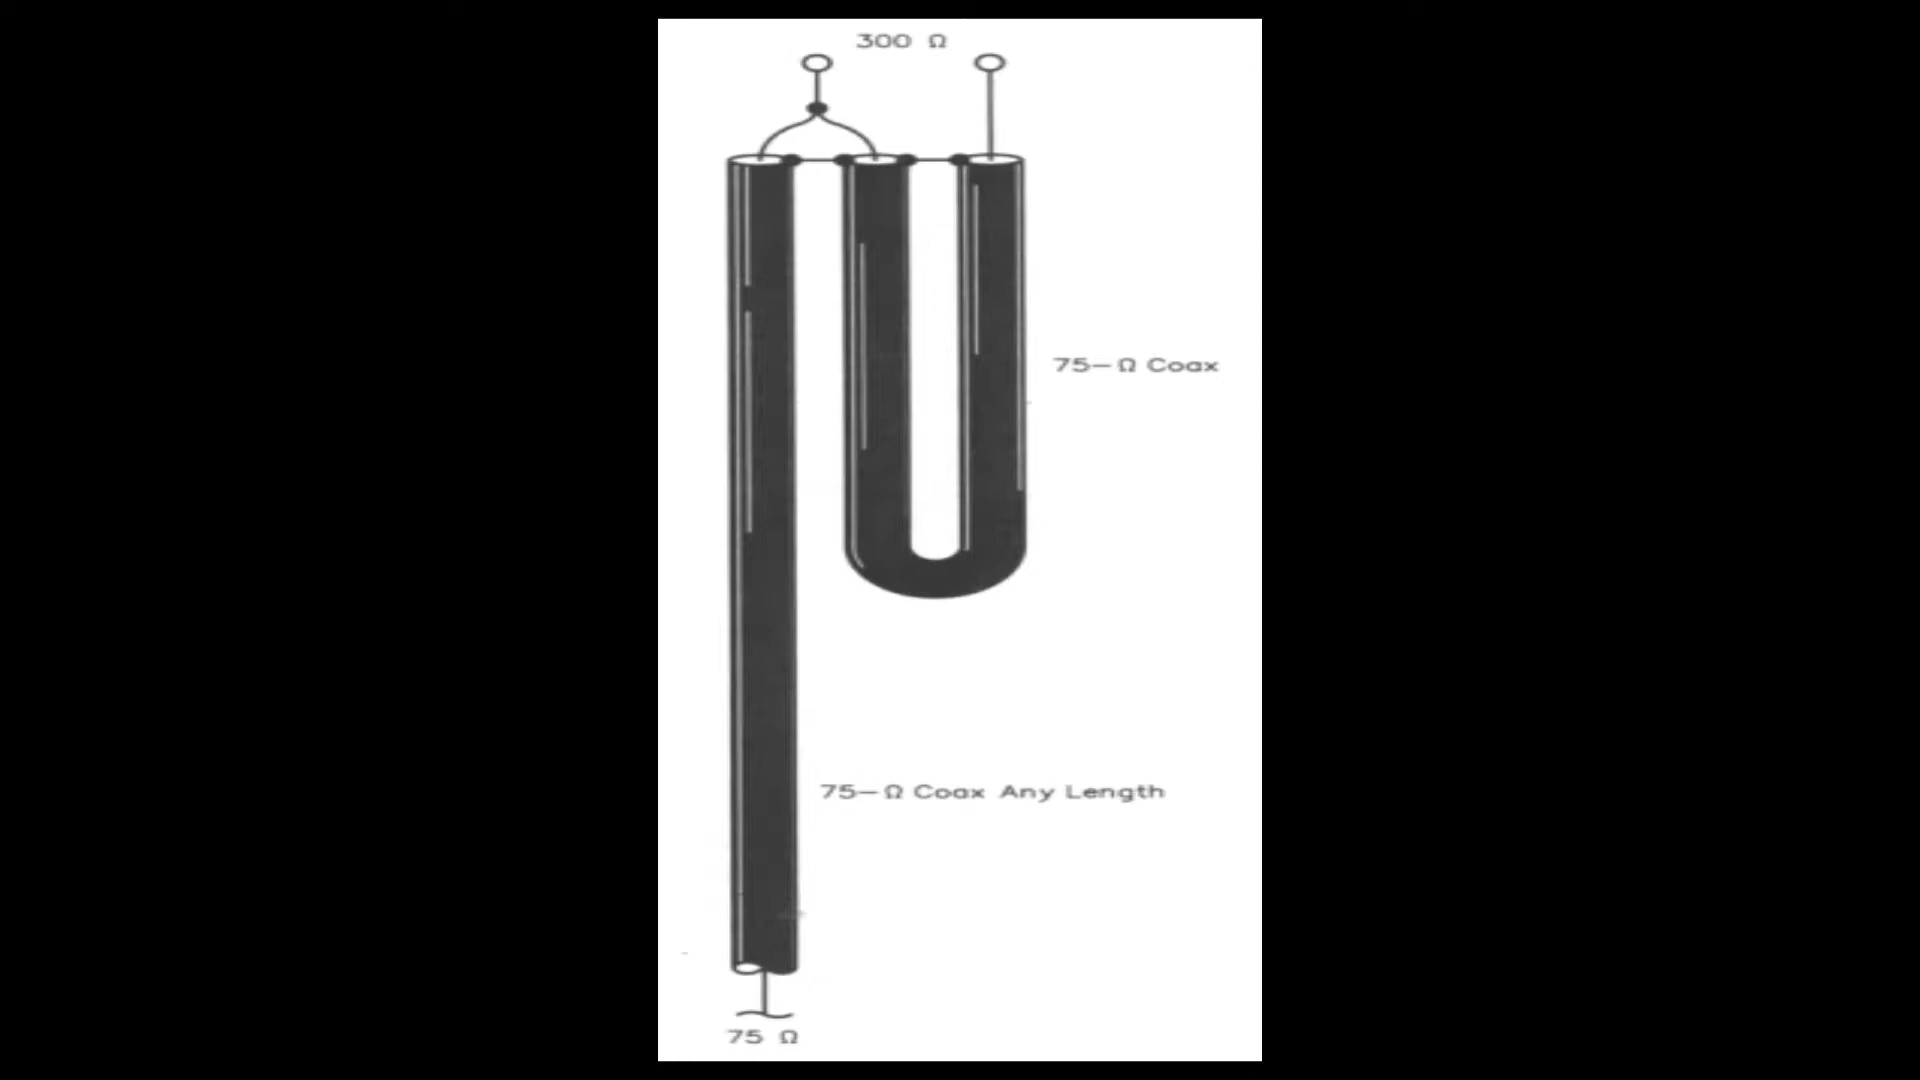 300 Ω
75-Ω Coax
75-Ω Coax Any Length
75 Ω